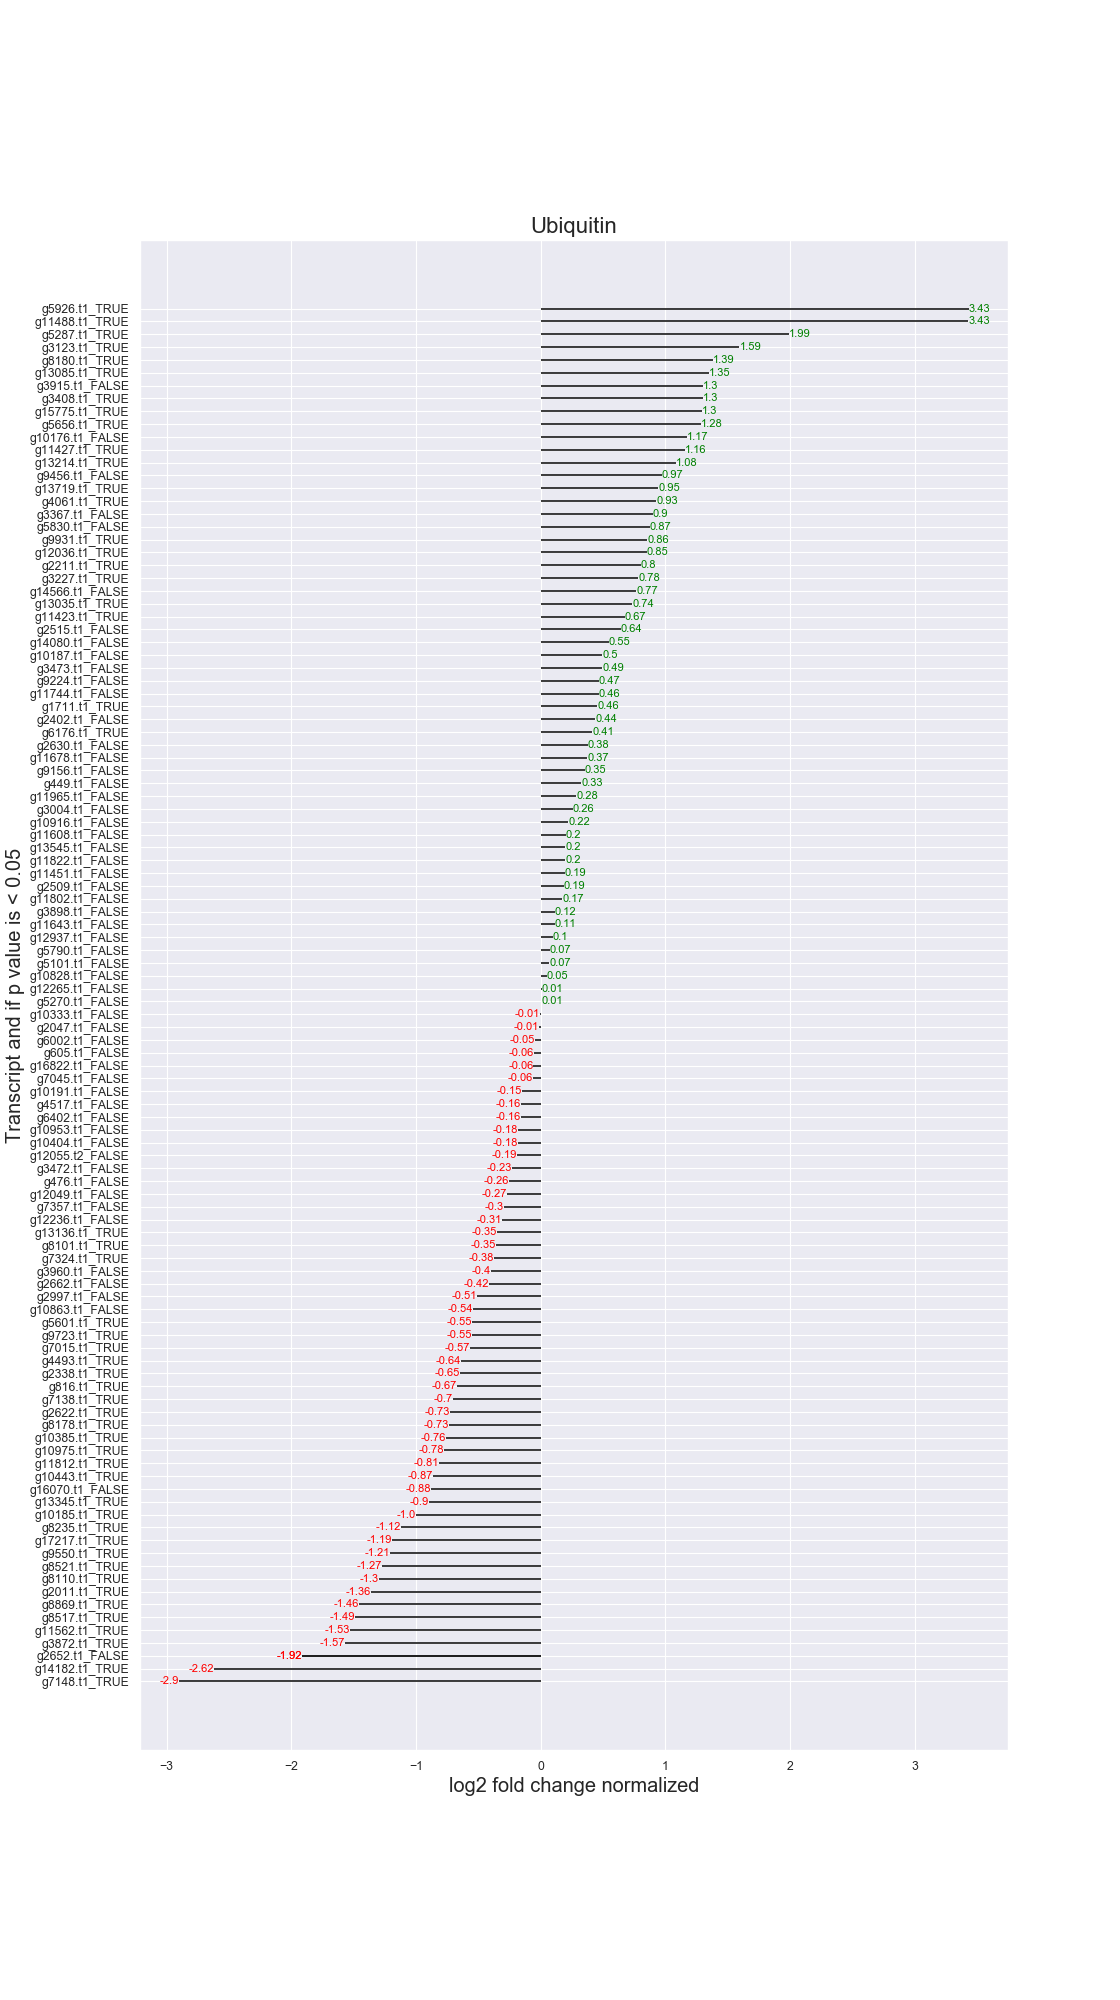 Ubiquitin
g5926.t1_TRUE 3.43
g11488.t1_TRUE 3.43
g5287.t1_TRUE 1.99
g3123.t1_TRUE 1.59
g8180.t1_TRUE 1.39
g13085.t1_TRUE 1.35
g3915.t1_FALSE 1.3
g3408.t1_TRUE 1.3
g15775.t1_TRUE 1.3
g5656.t1_TRUE 1.28
g10176.t1_FALSE 1.17
g11427.t1_TRUE 1.16
g13214.t1_TRUE 1.08
g9456.t1_FALSE 0.97
g13719.t1_TRUE 0.95
g4061.t1_TRUE 0.93
g3367.t1_FALSE 0.9
g5830.t1_FALSE 0.87
g9931.t1_TRUE 0.86
g12036.t1_TRUE 0.85
g2211.t1_TRUE 0.8
g3227.t1_TRUE 0.78
g14566.t1_FALSE 0.77
g13035.t1_TRUE 0.74
g11423.t1_TRUE 0.67
g2515.t1_FALSE 0.64
g14080.t1_FALSE 0.55
g10187.t1_FALSE 0.5
g3473.t1_FALSE 0.49
g9224.t1_FALSE 0.47
g11744.t1_FALSE 0.46
g1711.t1_TRUE 0.46
g2402.t1_FALSE 0.44
g6176.t1_TRUE 0.41
g2630.t1_FALSE 0.38
g11678.t1_FALSE 0.37
g9156.t1_FALSE 0.35
g449.t1_FALSE 0.33
g11965.t1_FALSE 0.28
g3004.t1_FALSE 0.26
g10916.t1_FALSE 0.22
g11608.t1_FALSE 0.2
g13545.t1_FALSE 0.2
g11822.t1_FALSE 0.2
g11451.t1_FALSE 0.19
g2509.t1_FALSE 0.19
g11802.t1_FALSE 0.17
g3898.t1_FALSE 0.12
g11643.t1_FALSE 0.11
g12937.t1_FALSE 0.1
g5790.t1_FALSE 0.07
g5101.t1_FALSE 0.07
g10828.t1_FALSE 0.05
g12265.t1_FALSE 0.01
g5270.t1_FALSE 0.01
g10333.t1_FALSE -0.01
g2047.t1_FALSE -0.01
g6002.t1_FALSE -0.05
g605.t1_FALSE -0.06
g16822.t1_FALSE -0.06
g7045.t1_FALSE -0.06
g10191.t1_FALSE -0.15
g4517.t1_FALSE -0.16
g6402.t1_FALSE -0.16
g10953.t1_FALSE -0.18
g10404.t1_FALSE -0.18
g12055.t2_FALSE -0.19
g3472.t1_FALSE -0.23
g476.t1_FALSE -0.26
g12049.t1_FALSE -0.27
g7357.t1_FALSE -0.3
g12236.t1_FALSE -0.31
g13136.t1_TRUE -0.35
g8101.t1_TRUE -0.35
g7324.t1_TRUE -0.38
g3960.t1_FALSE -0.4
g2662.t1_FALSE -0.42
g2997.t1_FALSE -0.51
g10863.t1_FALSE -0.54
g5601.t1_TRUE -0.55
g9723.t1_TRUE -0.55
g7015.t1_TRUE -0.57
g4493.t1_TRUE -0.64
g2338.t1_TRUE -0.65
g816.t1_TRUE -0.67
g7138.t1_TRUE -0.7
g2622.t1_TRUE -0.73
g8178.t1_TRUE -0.73
g10385.t1_TRUE -0.76
g10975.t1_TRUE -0.78
g11812.t1_TRUE -0.81
g10443.t1_TRUE -0.87
g16070.t1_FALSE -0.88
g13345.t1_TRUE -0.9
g10185.t1_TRUE -1.0
g8235.t1_TRUE -1.12
g17217.t1_TRUE -1.19
g9550.t1_TRUE -1.21
g8521.t1_TRUE -1.27
g8110.t1_TRUE -1.3
g2011.t1_TRUE -1.36
g8869.t1_TRUE -1.46
g8517.t1_TRUE -1.49
g11562.t1_TRUE -1.53
g3872.t1_TRUE -1.57
g2652.t1_FALSE -1.92
g14182.t1_TRUE -2.62
g7148.t1_TRUE -2.9
−3 −2 −1 0 1 2 3
log2 fold change normalized
Transcript and if p value is < 0.05